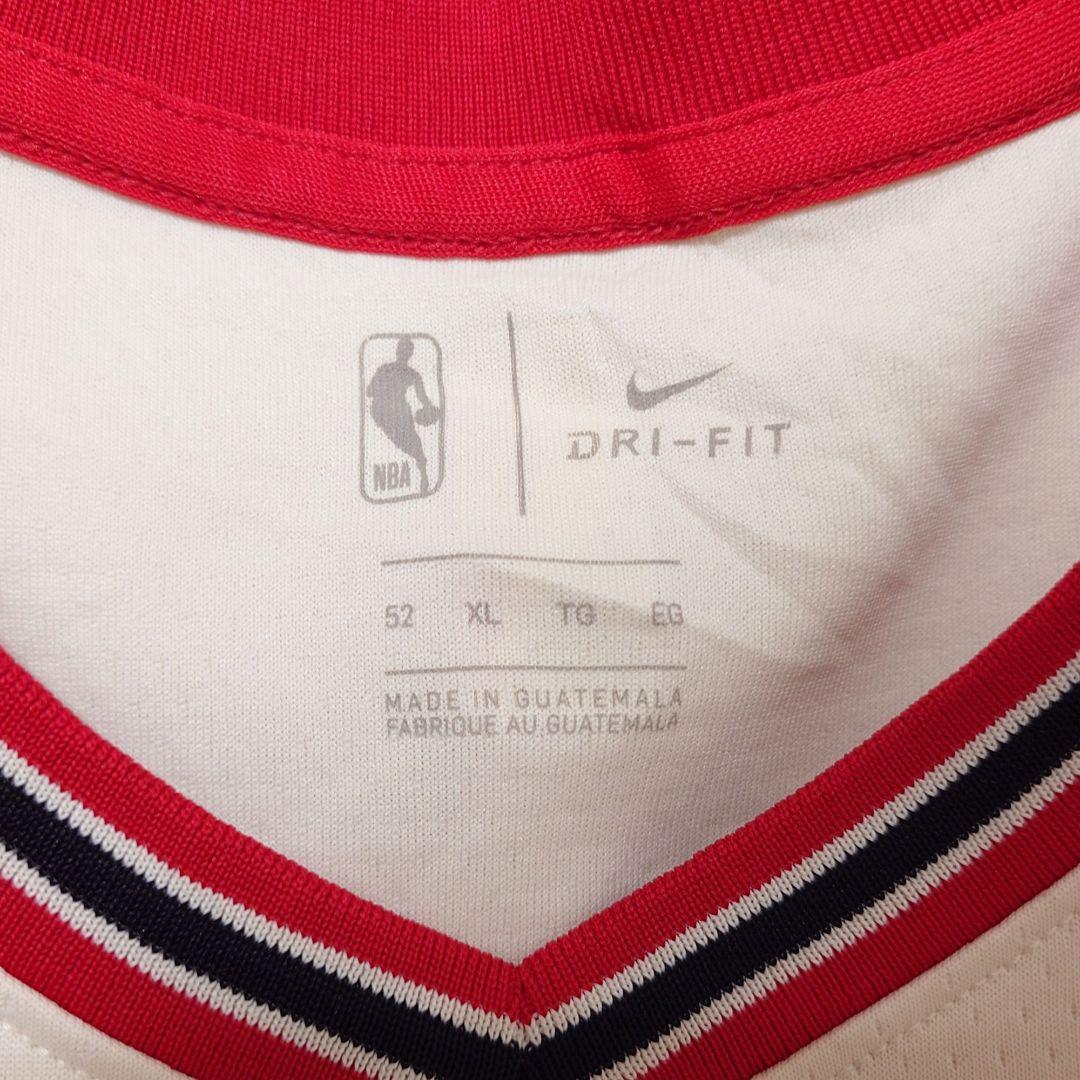 NBA
DRI-FIT
52 XL TG EG
MADE IN GUATEMALA
FABRIQUE AU GUATEMALA